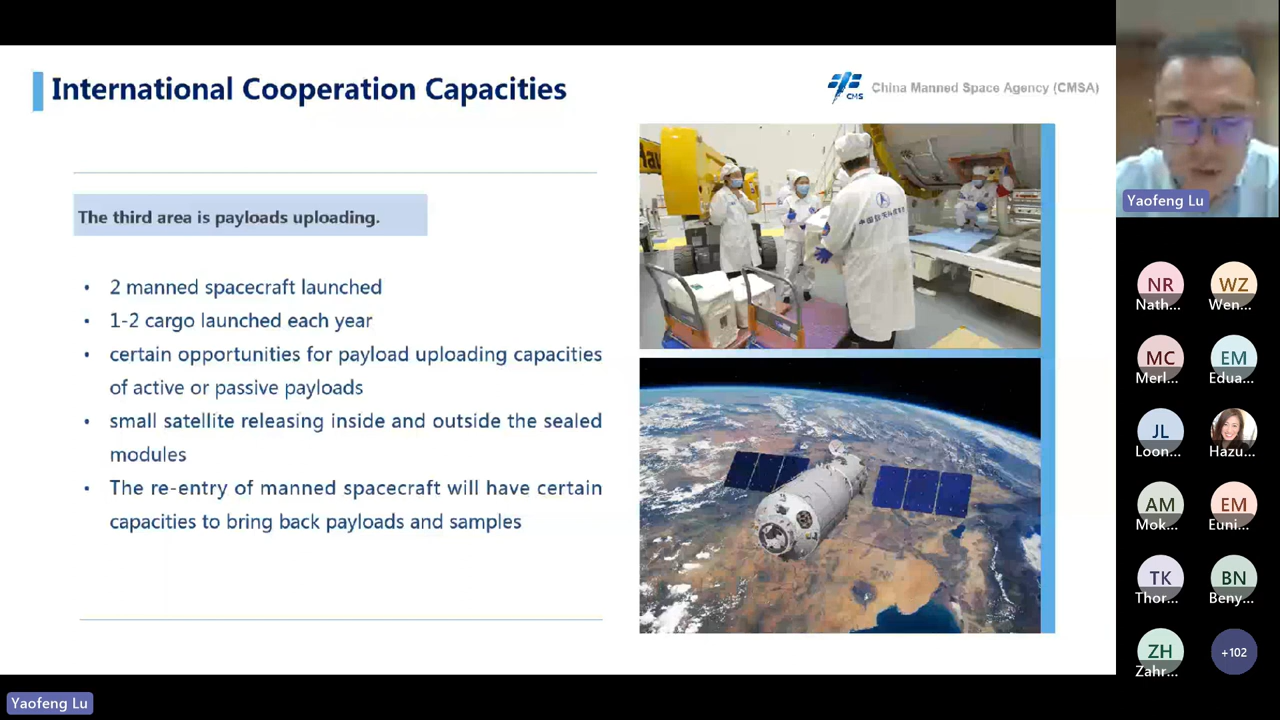 International Cooperation Capacities
CMS
China Manned Space Agency (CMSA)
The third area is payloads uploading.
• 2 manned spacecraft launched
• 1-2 cargo launched each year
• certain opportunities for payload uploading capacities
of active or passive payloads
• small satellite releasing inside and outside the sealed
modules
• The re-entry of manned spacecraft will have certain
capacities to bring back payloads and samples
Yaofeng Lu
NR
Nath...
WZ
Wen...
MC
Merl...
EM
Edua...
JL
Loon...
Hazu...
AM
Mok...
EM
Euni...
TK
Thor...
BN
Beny...
ZH
Zahr...
+102
Yaofeng Lu